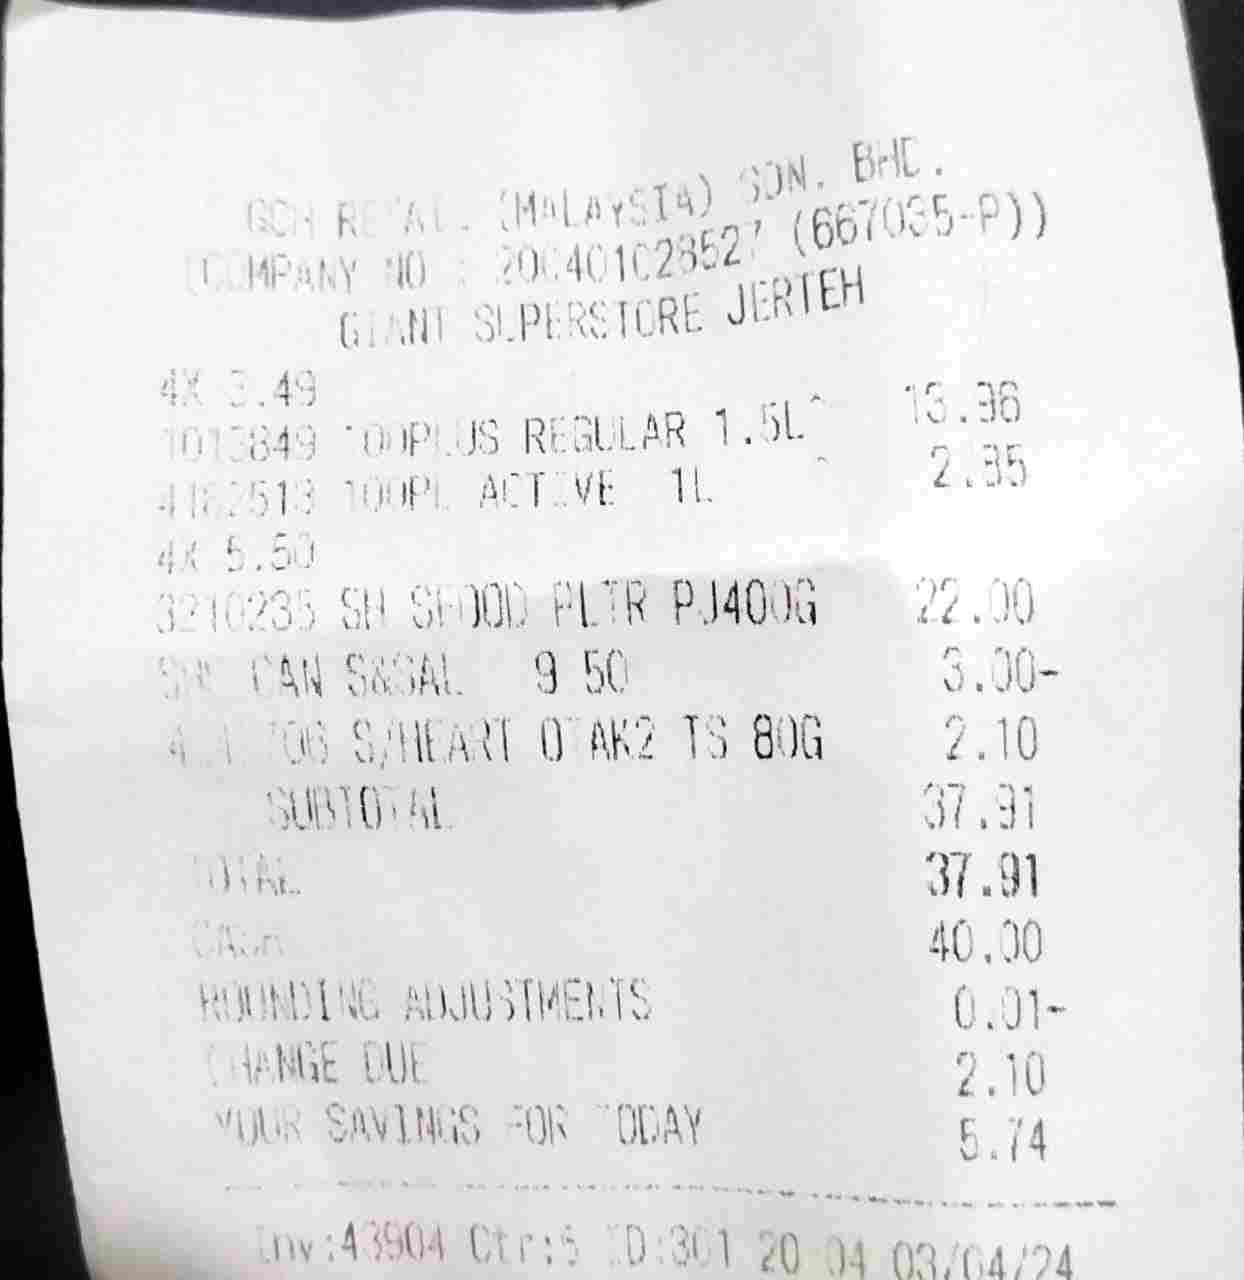 GCH RETAIL (MALAYSIA) SDN. BHD.
COMPANY NO : 200401028527 (667035-P))
GIANT SUPERSTORE JERTEH
4X 3.49
100PLUS REGULAR 1.5L^ 13.96
100PL ACTIVE 1L ^ 2.85
4X 5.50
3210235 SH SFOOD PLTR PJ400G 22.00
CAN S&SAL 9 50 3.00-
S/HEART OTAK2 TS 80G 2.10
SUBTOTAL 37.91
TOTAL 37.91
CASH 40.00
ROUNDING ADJUSTMENTS 0.01-
CHANGE DUE 2.10
YOUR SAVINGS FOR TODAY 5.74
Inv:43904 Ctr:5 ID:301 20 04 03/04/24